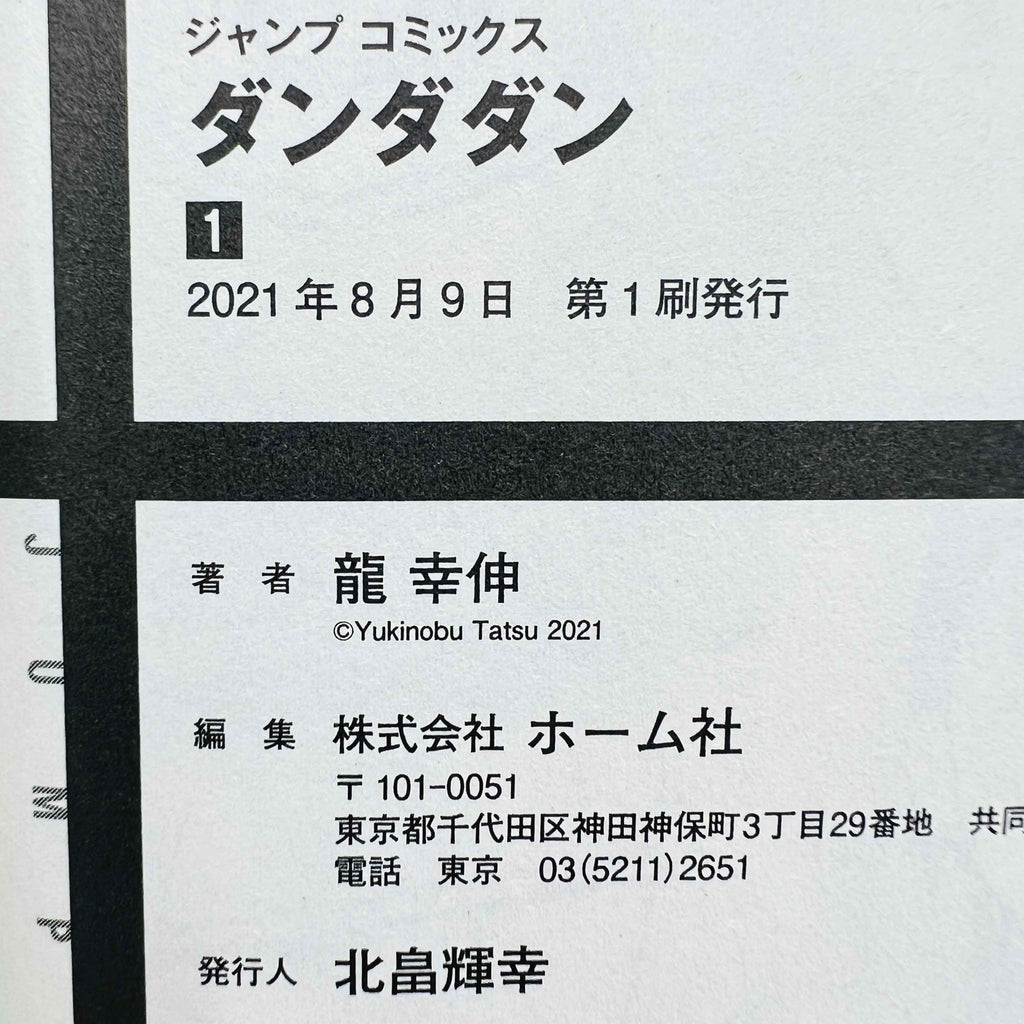 ジャンプ コミックス
ダンダダン
1
2021年8月9日　第1刷発行
著　者　龍 幸伸
©Yukinobu Tatsu 2021
編　集　株式会社 ホーム社
〒101-0051
東京都千代田区神田神保町3丁目29番地　共同
電話　東京　03(5211)2651
発行人　北畠輝幸
JUMP